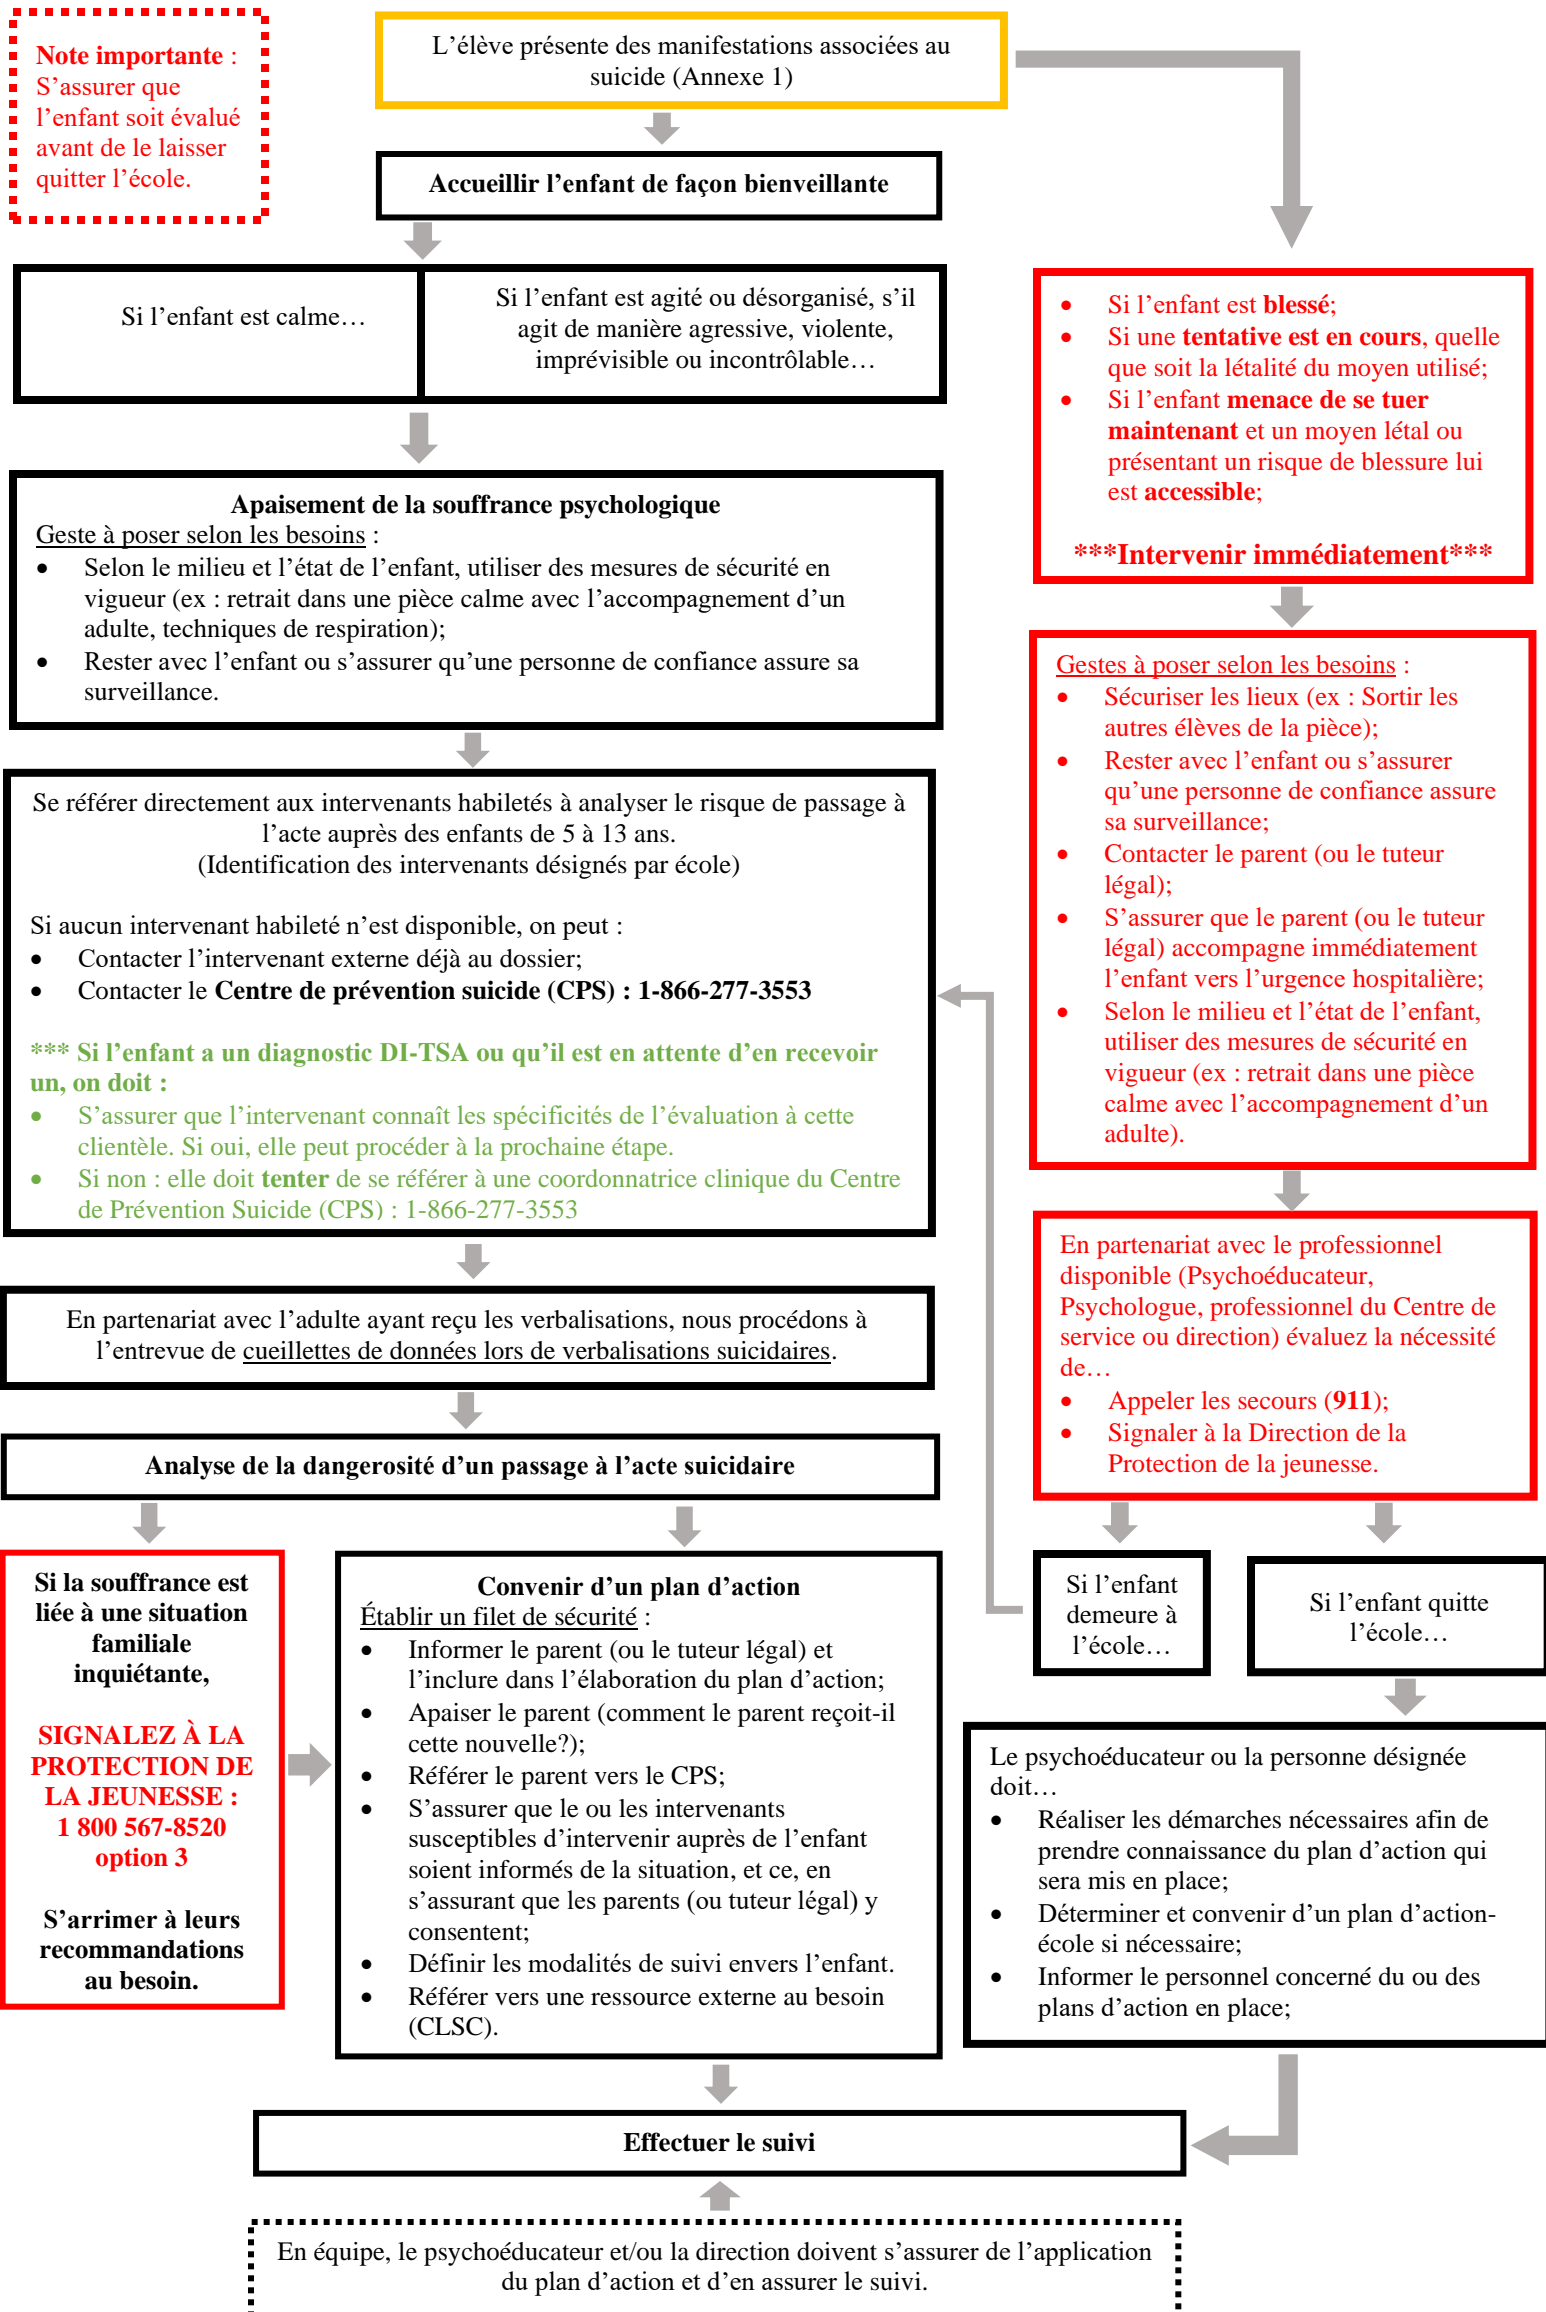 Note importante :
S’assurer que
l’enfant soit évalué
avant de le laisser
quitter l’école.
L’élève présente des manifestations associées au
suicide (Annexe 1)
Accueillir l’enfant de façon bienveillante
Si l’enfant est calme…
Si l’enfant est agité ou désorganisé, s’il
agit de manière agressive, violente,
imprévisible ou incontrôlable…
Apaisement de la souffrance psychologique
Geste à poser selon les besoins :
• Selon le milieu et l’état de l’enfant, utiliser des mesures de sécurité en
vigueur (ex : retrait dans une pièce calme avec l’accompagnement d’un
adulte, techniques de respiration);
• Rester avec l’enfant ou s’assurer qu’une personne de confiance assure sa
surveillance.
Se référer directement aux intervenants habiletés à analyser le risque de passage à
l’acte auprès des enfants de 5 à 13 ans.
(Identification des intervenants désignés par école)
Si aucun intervenant habileté n’est disponible, on peut :
• Contacter l’intervenant externe déjà au dossier;
• Contacter le Centre de prévention suicide (CPS) : 1-866-277-3553
*** Si l’enfant a un diagnostic DI-TSA ou qu’il est en attente d’en recevoir
un, on doit :
• S’assurer que l’intervenant connaît les spécificités de l’évaluation à cette
clientèle. Si oui, elle peut procéder à la prochaine étape.
• Si non : elle doit tenter de se référer à une coordonnatrice clinique du Centre
de Prévention Suicide (CPS) : 1-866-277-3553
En partenariat avec l’adulte ayant reçu les verbalisations, nous procédons à
l’entrevue de cueillettes de données lors de verbalisations suicidaires.
Analyse de la dangerosité d’un passage à l’acte suicidaire
Si la souffrance est
liée à une situation
familiale
inquiétante,
SIGNALEZ À LA
PROTECTION DE
LA JEUNESSE :
1 800 567-8520
option 3
S’arrimer à leurs
recommandations
au besoin.
Convenir d’un plan d’action
Établir un filet de sécurité :
• Informer le parent (ou le tuteur légal) et
l’inclure dans l’élaboration du plan d’action;
• Apaiser le parent (comment le parent reçoit-il
cette nouvelle?);
• Référer le parent vers le CPS;
• S’assurer que le ou les intervenants
susceptibles d’intervenir auprès de l’enfant
soient informés de la situation, et ce, en
s’assurant que les parents (ou tuteur légal) y
consentent;
• Définir les modalités de suivi envers l’enfant.
• Référer vers une ressource externe au besoin
(CLSC).
• Si l’enfant est blessé;
• Si une tentative est en cours, quelle
que soit la létalité du moyen utilisé;
• Si l’enfant menace de se tuer
maintenant et un moyen létal ou
présentant un risque de blessure lui
est accessible;
***Intervenir immédiatement***
Gestes à poser selon les besoins :
• Sécuriser les lieux (ex : Sortir les
autres élèves de la pièce);
• Rester avec l’enfant ou s’assurer
qu’une personne de confiance assure
sa surveillance;
• Contacter le parent (ou le tuteur
légal);
• S’assurer que le parent (ou le tuteur
légal) accompagne immédiatement
l’enfant vers l’urgence hospitalière;
• Selon le milieu et l’état de l’enfant,
utiliser des mesures de sécurité en
vigueur (ex : retrait dans une pièce
calme avec l’accompagnement d’un
adulte).
En partenariat avec le professionnel
disponible (Psychoéducateur,
Psychologue, professionnel du Centre de
service ou direction) évaluez la nécessité
de…
• Appeler les secours (911);
• Signaler à la Direction de la
Protection de la jeunesse.
Si l’enfant
demeure à
l’école…
Si l’enfant quitte
l’école…
Le psychoéducateur ou la personne désignée
doit…
• Réaliser les démarches nécessaires afin de
prendre connaissance du plan d’action qui
sera mis en place;
• Déterminer et convenir d’un plan d’action-
école si nécessaire;
• Informer le personnel concerné du ou des
plans d’action en place;
Effectuer le suivi
En équipe, le psychoéducateur et/ou la direction doivent s’assurer de l’application
du plan d’action et d’en assurer le suivi.